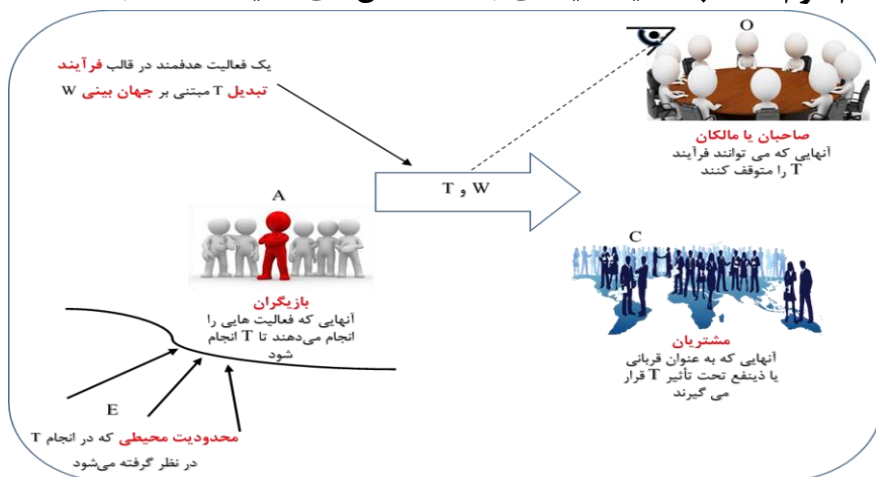 یک فعالیت هدفمند در قالب فرآیند
تبدیل T مبتنی بر جهان بینی W
O
صاحبان یا مالکان
آنهایی که می توانند فرآیند
T را متوقف کنند
W و T
A
بازیگران
آنهایی که فعالیت هایی را
انجام می‌دهند تا T انجام
شود
C
مشتریان
آنهایی که به عنوان قربانی
یا ذینفع تحت تأثیر T قرار
می گیرند
E
محدودیت محیطی که در انجام T
در نظر گرفته می‌شود